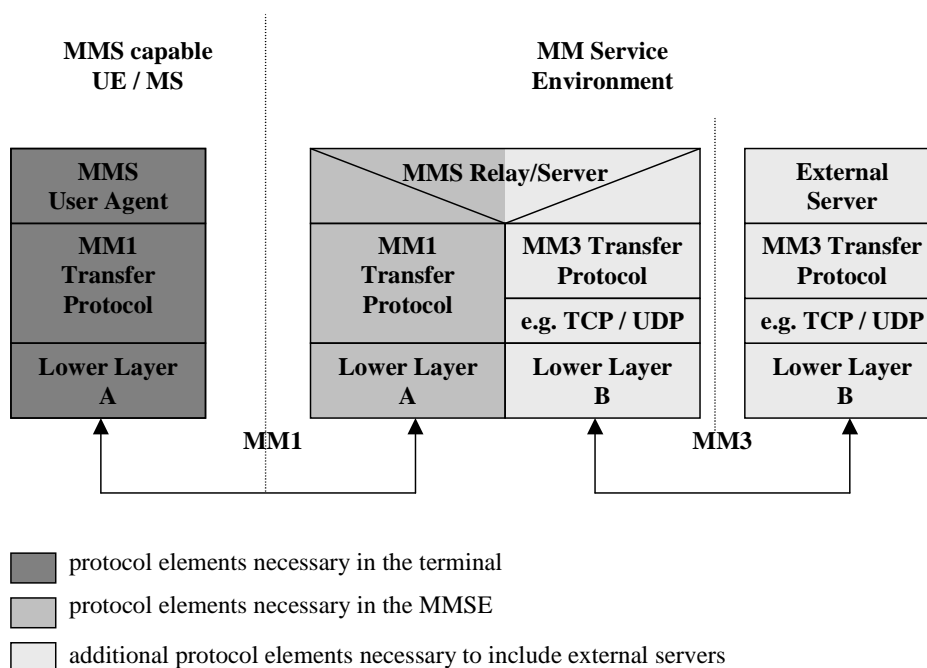 MMS capable
UE / MS
MM Service
Environment
MMS
User Agent
MM1
Transfer
Protocol
Lower Layer
A
MMS Relay/Server
MM1
Transfer
Protocol
Lower Layer
A
MM3 Transfer
Protocol
e.g. TCP / UDP
Lower Layer
B
External
Server
MM3 Transfer
Protocol
e.g. TCP / UDP
Lower Layer
B
MM1
MM3
protocol elements necessary in the terminal
protocol elements necessary in the MMSE
additional protocol elements necessary to include external servers